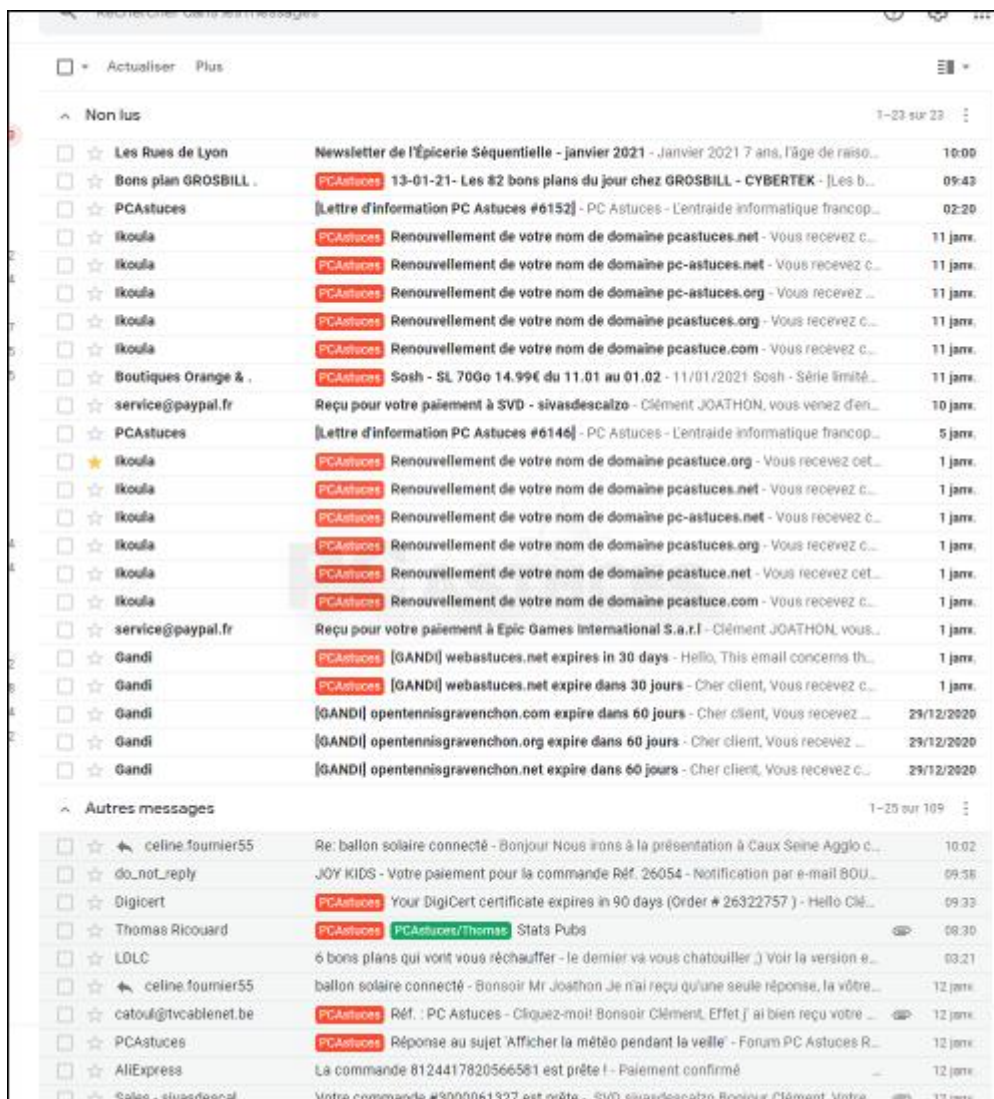 Rechercher dans les messages
Actualiser Plus
Non lus 1–23 sur 23
Les Rues de Lyon Newsletter de l'Épicerie Séquentielle - janvier 2021 - Janvier 2021 7 ans, l'âge de raiso... 10:00
Bons plan GROSBILL . PCAstuces 13-01-21- Les 82 bons plans du jour chez GROSBILL - CYBERTEK - [Les b... 09:43
PCAstuces [Lettre d'information PC Astuces #6152] - PC Astuces - L'entraide informatique francop... 02:20
Ikoula PCAstuces Renouvellement de votre nom de domaine pcastuces.net - Vous recevez c... 11 janv.
Ikoula PCAstuces Renouvellement de votre nom de domaine pc-astuces.net - Vous recevez c... 11 janv.
Ikoula PCAstuces Renouvellement de votre nom de domaine pc-astuces.org - Vous recevez ... 11 janv.
Ikoula PCAstuces Renouvellement de votre nom de domaine pcastuces.org - Vous recevez c... 11 janv.
Ikoula PCAstuces Renouvellement de votre nom de domaine pcastuce.com - Vous recevez c... 11 janv.
Boutiques Orange & . PCAstuces Sosh - SL 70Go 14.99€ du 11.01 au 01.02 - 11/01/2021 Sosh - Série limité... 11 janv.
service@paypal.fr Reçu pour votre paiement à SVD - sivasdescalzo - Clément JOATHON, vous venez d'en... 10 janv.
PCAstuces [Lettre d'information PC Astuces #6146] - PC Astuces - L'entraide informatique francop... 5 janv.
Ikoula PCAstuces Renouvellement de votre nom de domaine pcastuce.org - Vous recevez cet... 1 janv.
Ikoula PCAstuces Renouvellement de votre nom de domaine pcastuces.net - Vous recevez c... 1 janv.
Ikoula PCAstuces Renouvellement de votre nom de domaine pc-astuces.net - Vous recevez c... 1 janv.
Ikoula PCAstuces Renouvellement de votre nom de domaine pcastuces.org - Vous recevez c... 1 janv.
Ikoula PCAstuces Renouvellement de votre nom de domaine pcastuce.net - Vous recevez cet... 1 janv.
Ikoula PCAstuces Renouvellement de votre nom de domaine pcastuce.com - Vous recevez c... 1 janv.
service@paypal.fr Reçu pour votre paiement à Epic Games International S.a.r.l - Clément JOATHON, vous... 1 janv.
Gandi PCAstuces [GANDI] webastuces.net expires in 30 days - Hello, This email concerns th... 1 janv.
Gandi PCAstuces [GANDI] webastuces.net expire dans 30 jours - Cher client, Vous recevez c... 1 janv.
Gandi [GANDI] opentennisgravenchon.com expire dans 60 jours - Cher client, Vous recevez ... 29/12/2020
Gandi [GANDI] opentennisgravenchon.org expire dans 60 jours - Cher client, Vous recevez ... 29/12/2020
Gandi [GANDI] opentennisgravenchon.net expire dans 60 jours - Cher client, Vous recevez c... 29/12/2020
Autres messages 1–25 sur 109
celine.fournier55 Re: ballon solaire connecté - Bonjour Nous irons à la présentation à Caux Seine Agglo c... 10:02
do_not_reply JOY KIDS - Votre paiement pour la commande Réf. 26054 - Notification par e-mail BOU... 09:58
Digicert PCAstuces Your DigiCert certificate expires in 90 days (Order # 26322757 ) - Hello Clé... 09:33
Thomas Ricouard PCAstuces PCAstuces/Thomas Stats Pubs 08:30
LDLC 6 bons plans qui vont vous réchauffer - le dernier va vous chatouiller ;) Voir la version e... 03:21
celine.fournier55 ballon solaire connecté - Bonsoir Mr Joathon Je n'ai reçu qu'une seule réponse, la vôtre... 12 janv.
catoul@tvcablenet.be PCAstuces Réf. : PC Astuces - Cliquez-moi! Bonsoir Clément, Effet j' ai bien reçu votre ... 12 janv.
PCAstuces PCAstuces Réponse au sujet 'Afficher la météo pendant la veille' - Forum PC Astuces R... 12 janv.
AliExpress La commande 8124417820566581 est prête ! - Paiement confirmé 12 janv.
Sales - sivasdescal. Votre commande #3000061327 est prête - SVD sivasdescalzo Bonjour Clément, Votre 12 janv.